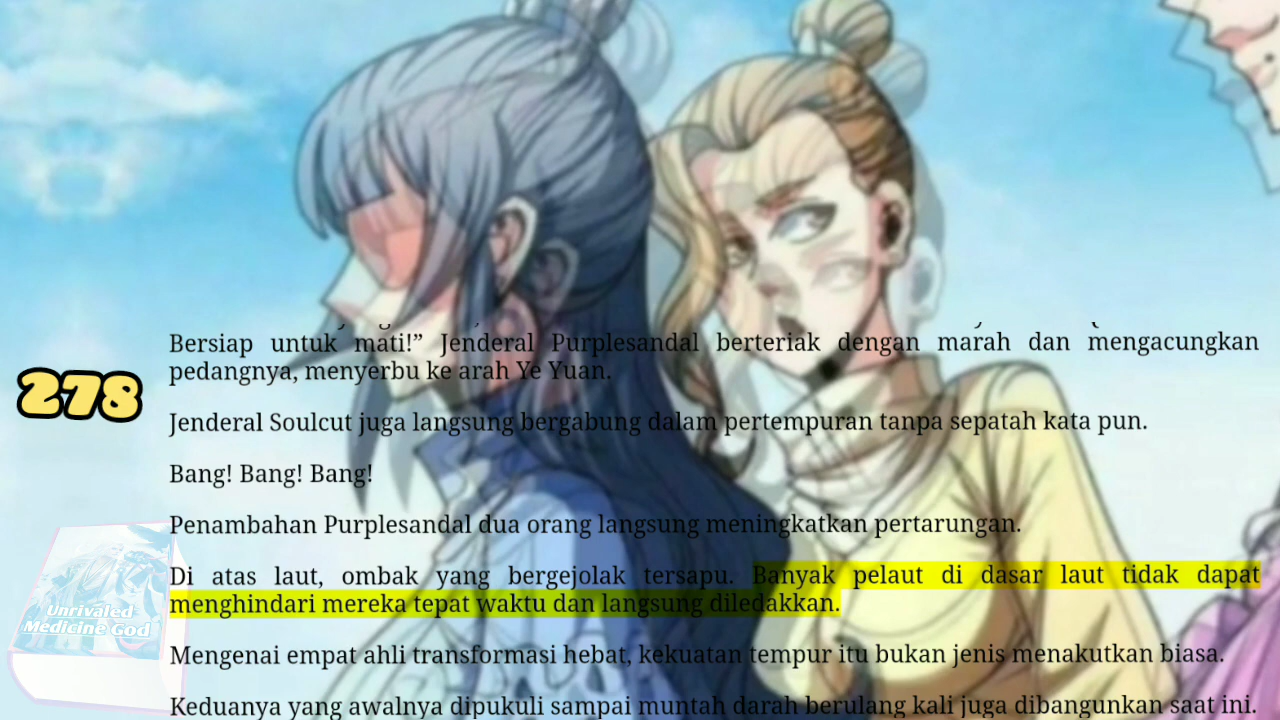 Bersiap untuk mati!” Jenderal Purplesandal berteriak dengan marah dan mengacungkan
pedangnya, menyerbu ke arah Ye Yuan.
278
Jenderal Soulcut juga langsung bergabung dalam pertempuran tanpa sepatah kata pun.
Bang! Bang! Bang!
Penambahan Purplesandal dua orang langsung meningkatkan pertarungan.
Di atas laut, ombak yang bergejolak tersapu. Banyak pelaut di dasar laut tidak dapat
menghindari mereka tepat waktu dan langsung diledakkan.
Unrivaled
Medicine God
Mengenai empat ahli transformasi hebat, kekuatan tempur itu bukan jenis menakutkan biasa.
Keduanya yang awalnya dipukuli sampai muntah darah berulang kali juga dibangunkan saat ini.